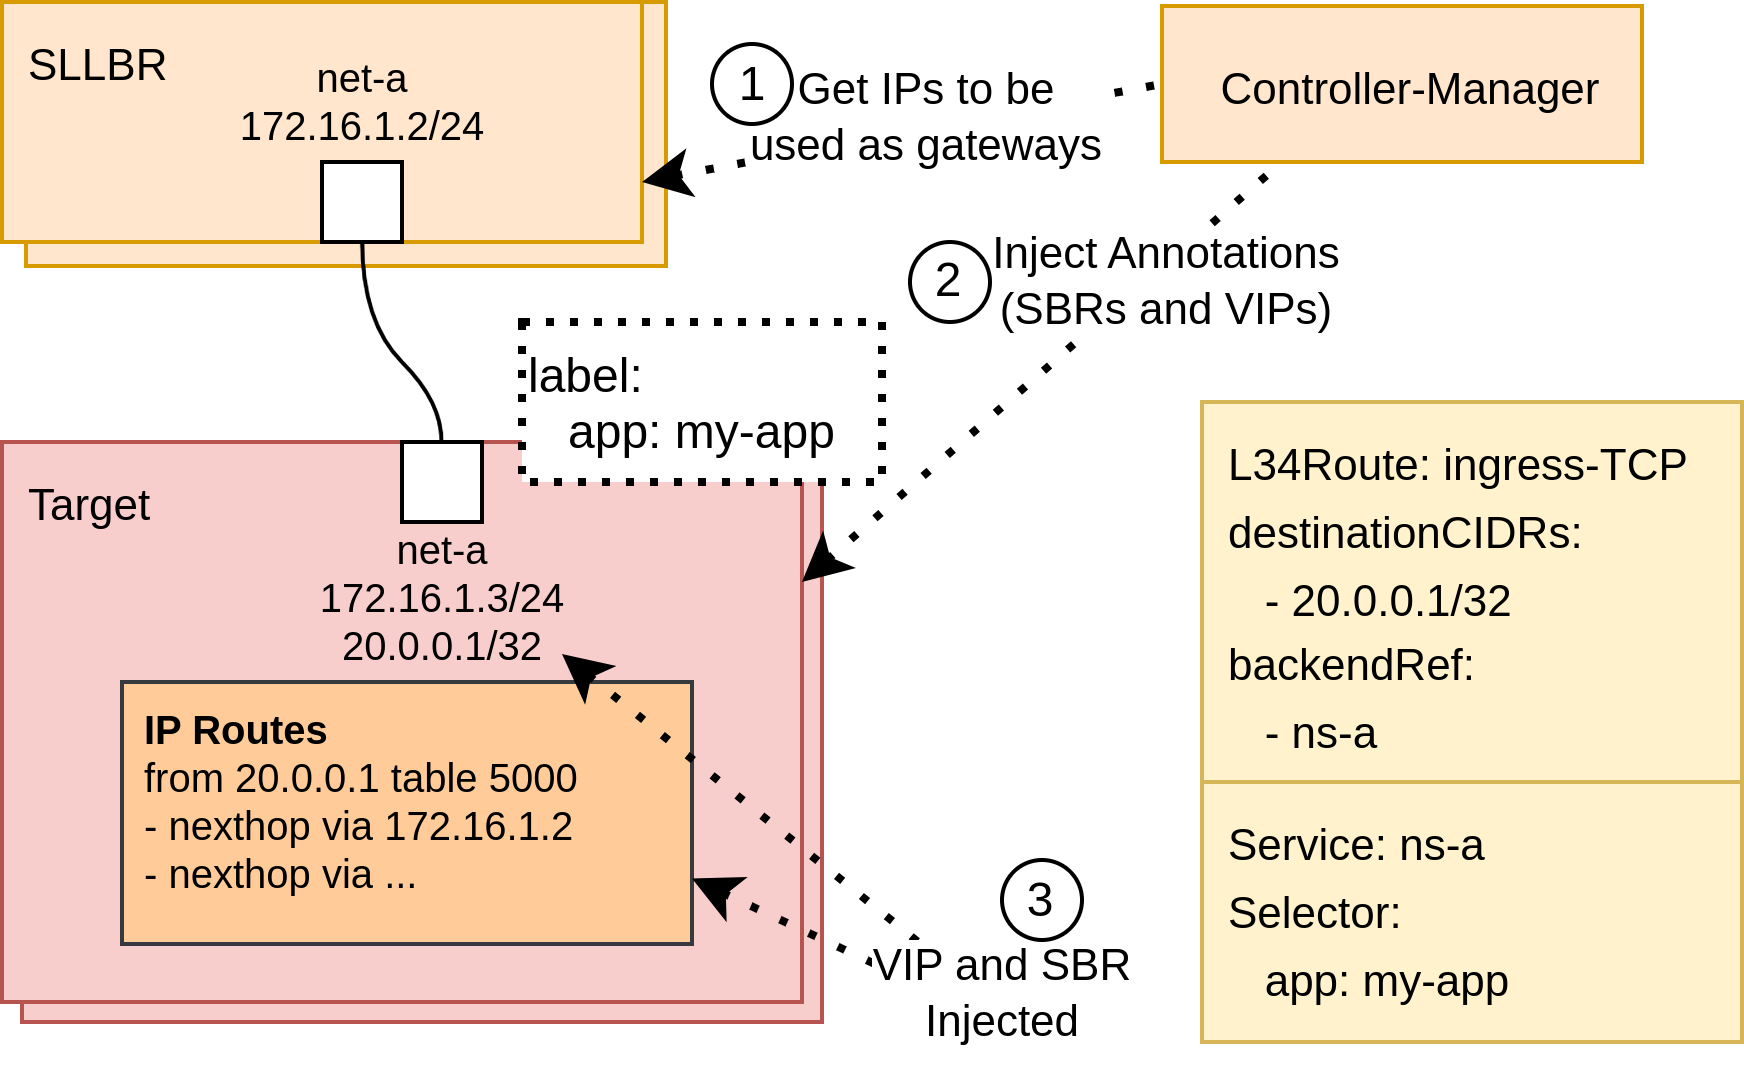 SLLBR
net-a
172.16.1.2/24
1
Get IPs to be
used as gateways
Controller-Manager
2
Inject Annotations
(SBRs and VIPs)
label:
app: my-app
Target
net-a
172.16.1.3/24
20.0.0.1/32
IP Routes
from 20.0.0.1 table 5000
- nexthop via 172.16.1.2
- nexthop via ...
3
VIP and SBR
Injected
L34Route: ingress-TCP
destinationCIDRs:
- 20.0.0.1/32
backendRef:
- ns-a
Service: ns-a
Selector:
app: my-app